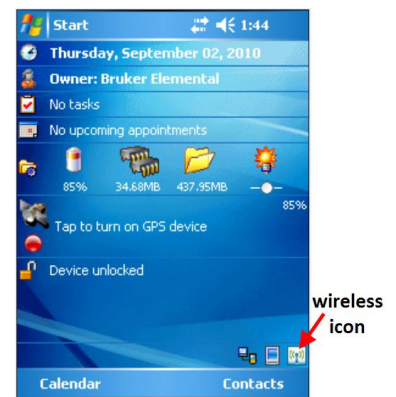 Start 1:44
Thursday, September 02, 2010
Owner: Bruker Elemental
No tasks
No upcoming appointments
85% 34.68MB 437.95MB
85%
Tap to turn on GPS device
Device unlocked
wireless
icon
Calendar Contacts